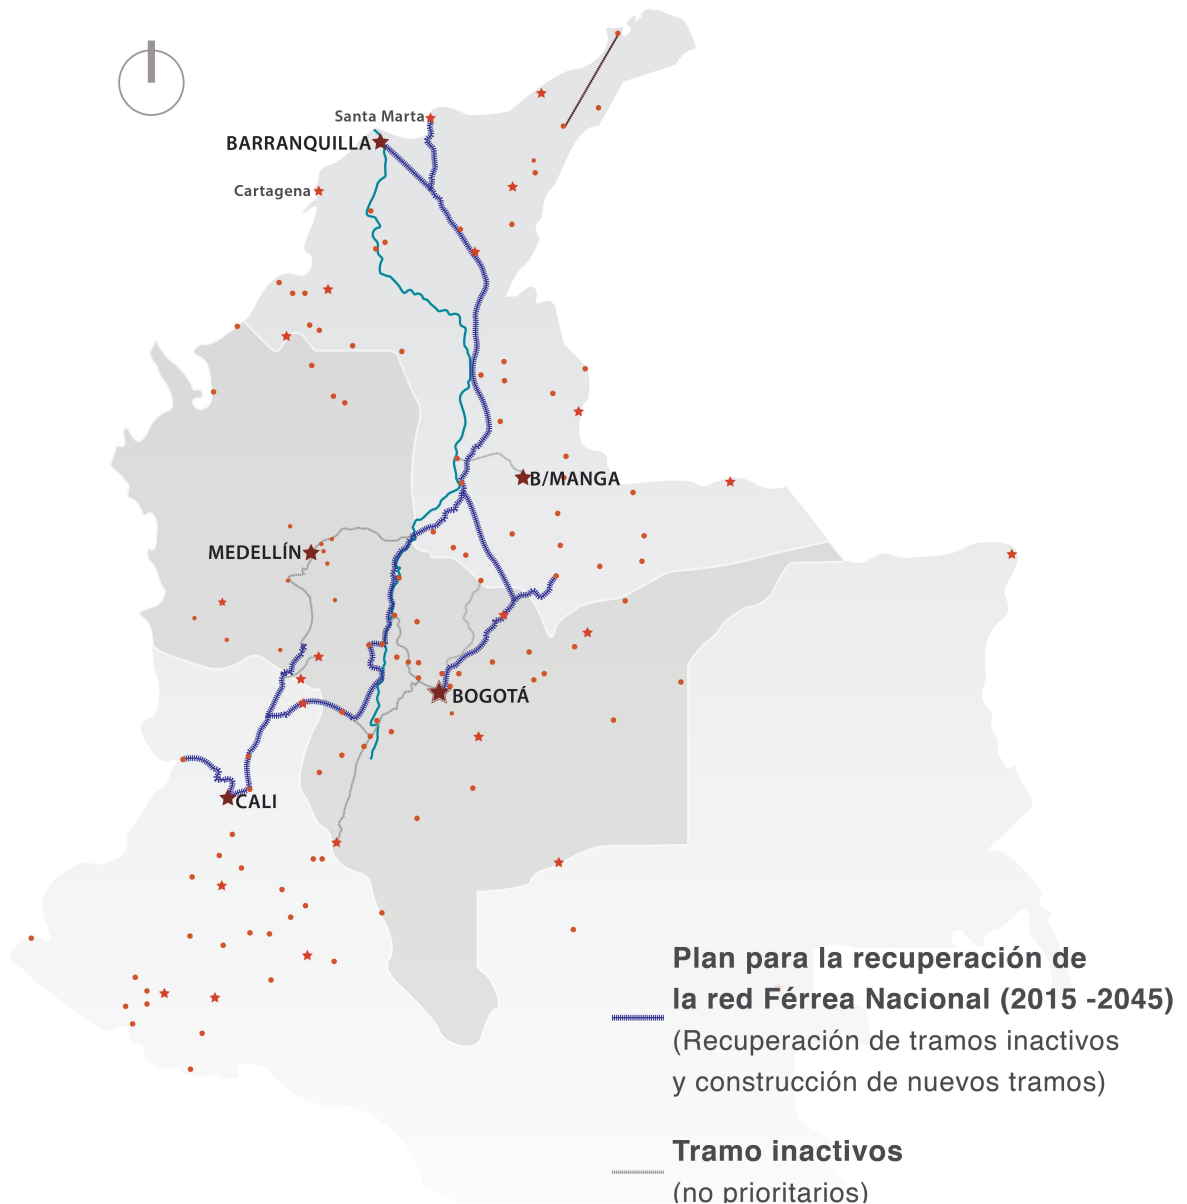 Santa Marta
BARRANQUILLA
Cartagena
B/MANGA
MEDELLÍN
BOGOTÁ
CALI
Plan para la recuperación de
la red Férrea Nacional (2015 -2045)
(Recuperación de tramos inactivos
y construcción de nuevos tramos)
Tramo inactivos
(no prioritarios)